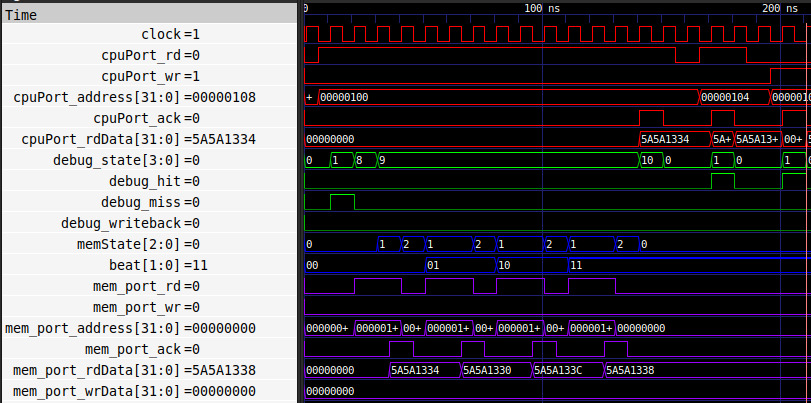 0 100 ns 200 ns
Time
clock=1
cpuPort_rd=0
cpuPort_wr=1
cpuPort_address[31:0]=00000108 + 00000100 00000104 0000010
cpuPort_ack=0
cpuPort_rdData[31:0]=5A5A1334 00000000 5A5A1334 5A+ 5A5A13+ 00+ 5
debug_state[3:0]=0 0 1 8 9 10 0 1 0 1 0
debug_hit=0
debug_miss=0
debug_writeback=0
memState[2:0]=0 0 1 2 1 2 1 2 1 2 0
beat[1:0]=11 00 01 10 11
mem_port_rd=0
mem_port_wr=0
mem_port_address[31:0]=00000000 000000+ 000001+ 00+ 000001+ 00+ 000001+ 00+ 000001+ 00000000
mem_port_ack=0
mem_port_rdData[31:0]=5A5A1338 00000000 5A5A1334 5A5A1330 5A5A133C 5A5A1338
mem_port_wrData[31:0]=00000000 00000000